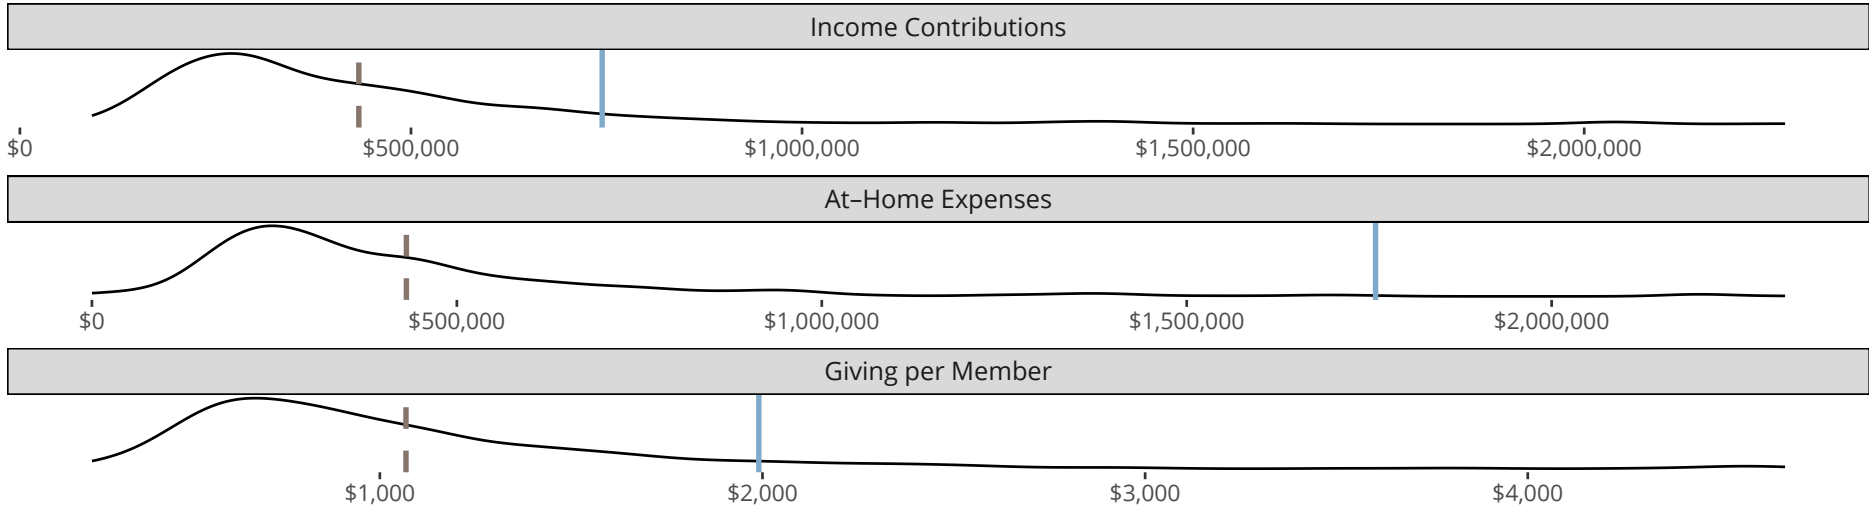 Income Contributions
$0 $500,000 $1,000,000 $1,500,000 $2,000,000
At–Home Expenses
$0 $500,000 $1,000,000 $1,500,000 $2,000,000
Giving per Member
$1,000 $2,000 $3,000 $4,000